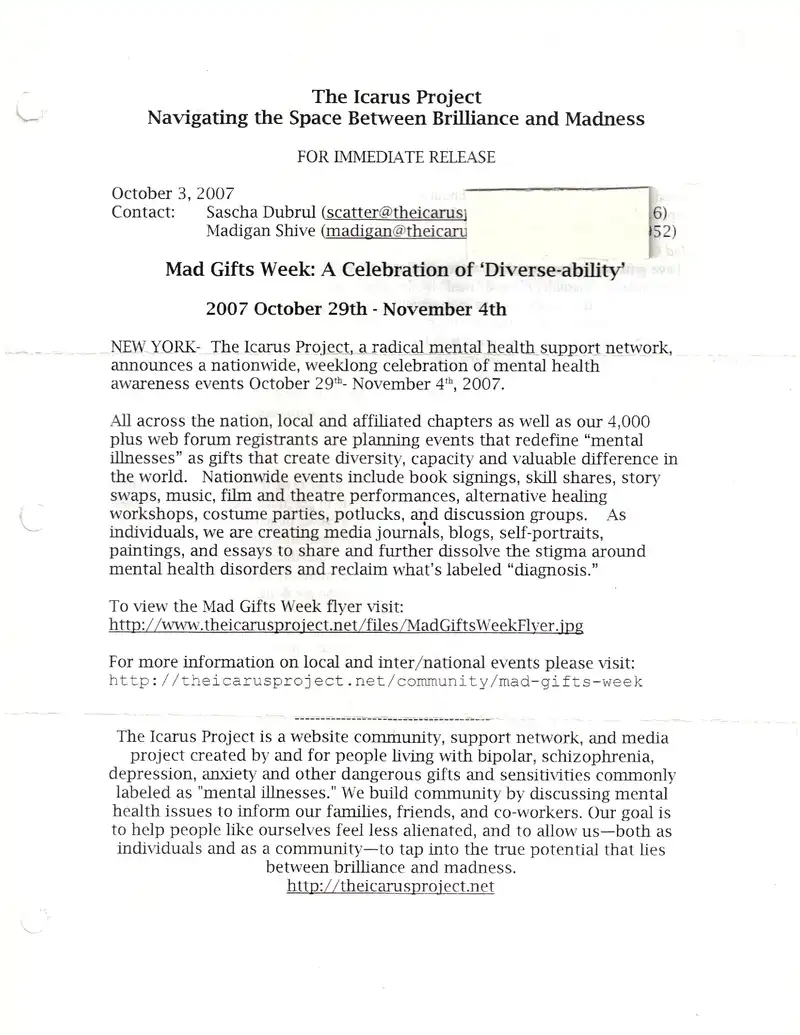 The Icarus Project
Navigating the Space Between Brilliance and Madness
FOR IMMEDIATE RELEASE
October 3, 2007
Contact: Sascha Dubrul (scatter@theicarus 6)
Madigan Shive (madigan@theicaru 52)
Mad Gifts Week: A Celebration of ‘Diverse-ability’
2007 October 29th - November 4th
NEW YORK- The Icarus Project, a radical mental health support network,
announces a nationwide, weeklong celebration of mental health
awareness events October 29th- November 4th, 2007.
All across the nation, local and affiliated chapters as well as our 4,000
plus web forum registrants are planning events that redefine “mental
illnesses” as gifts that create diversity, capacity and valuable difference in
the world. Nationwide events include book signings, skill shares, story
swaps, music, film and theatre performances, alternative healing
workshops, costume parties, potlucks, and discussion groups. As
individuals, we are creating media journals, blogs, self-portraits,
paintings, and essays to share and further dissolve the stigma around
mental health disorders and reclaim what’s labeled “diagnosis.”
To view the Mad Gifts Week flyer visit:
http://www.theicarusproject.net/files/MadGiftsWeekFlyer.jpg
For more information on local and inter/national events please visit:
http://theicarusproject.net/community/mad-gifts-week
----------------------------------------
The Icarus Project is a website community, support network, and media
project created by and for people living with bipolar, schizophrenia,
depression, anxiety and other dangerous gifts and sensitivities commonly
labeled as "mental illnesses." We build community by discussing mental
health issues to inform our families, friends, and co-workers. Our goal is
to help people like ourselves feel less alienated, and to allow us—both as
individuals and as a community—to tap into the true potential that lies
between brilliance and madness.
http://theicarusproject.net